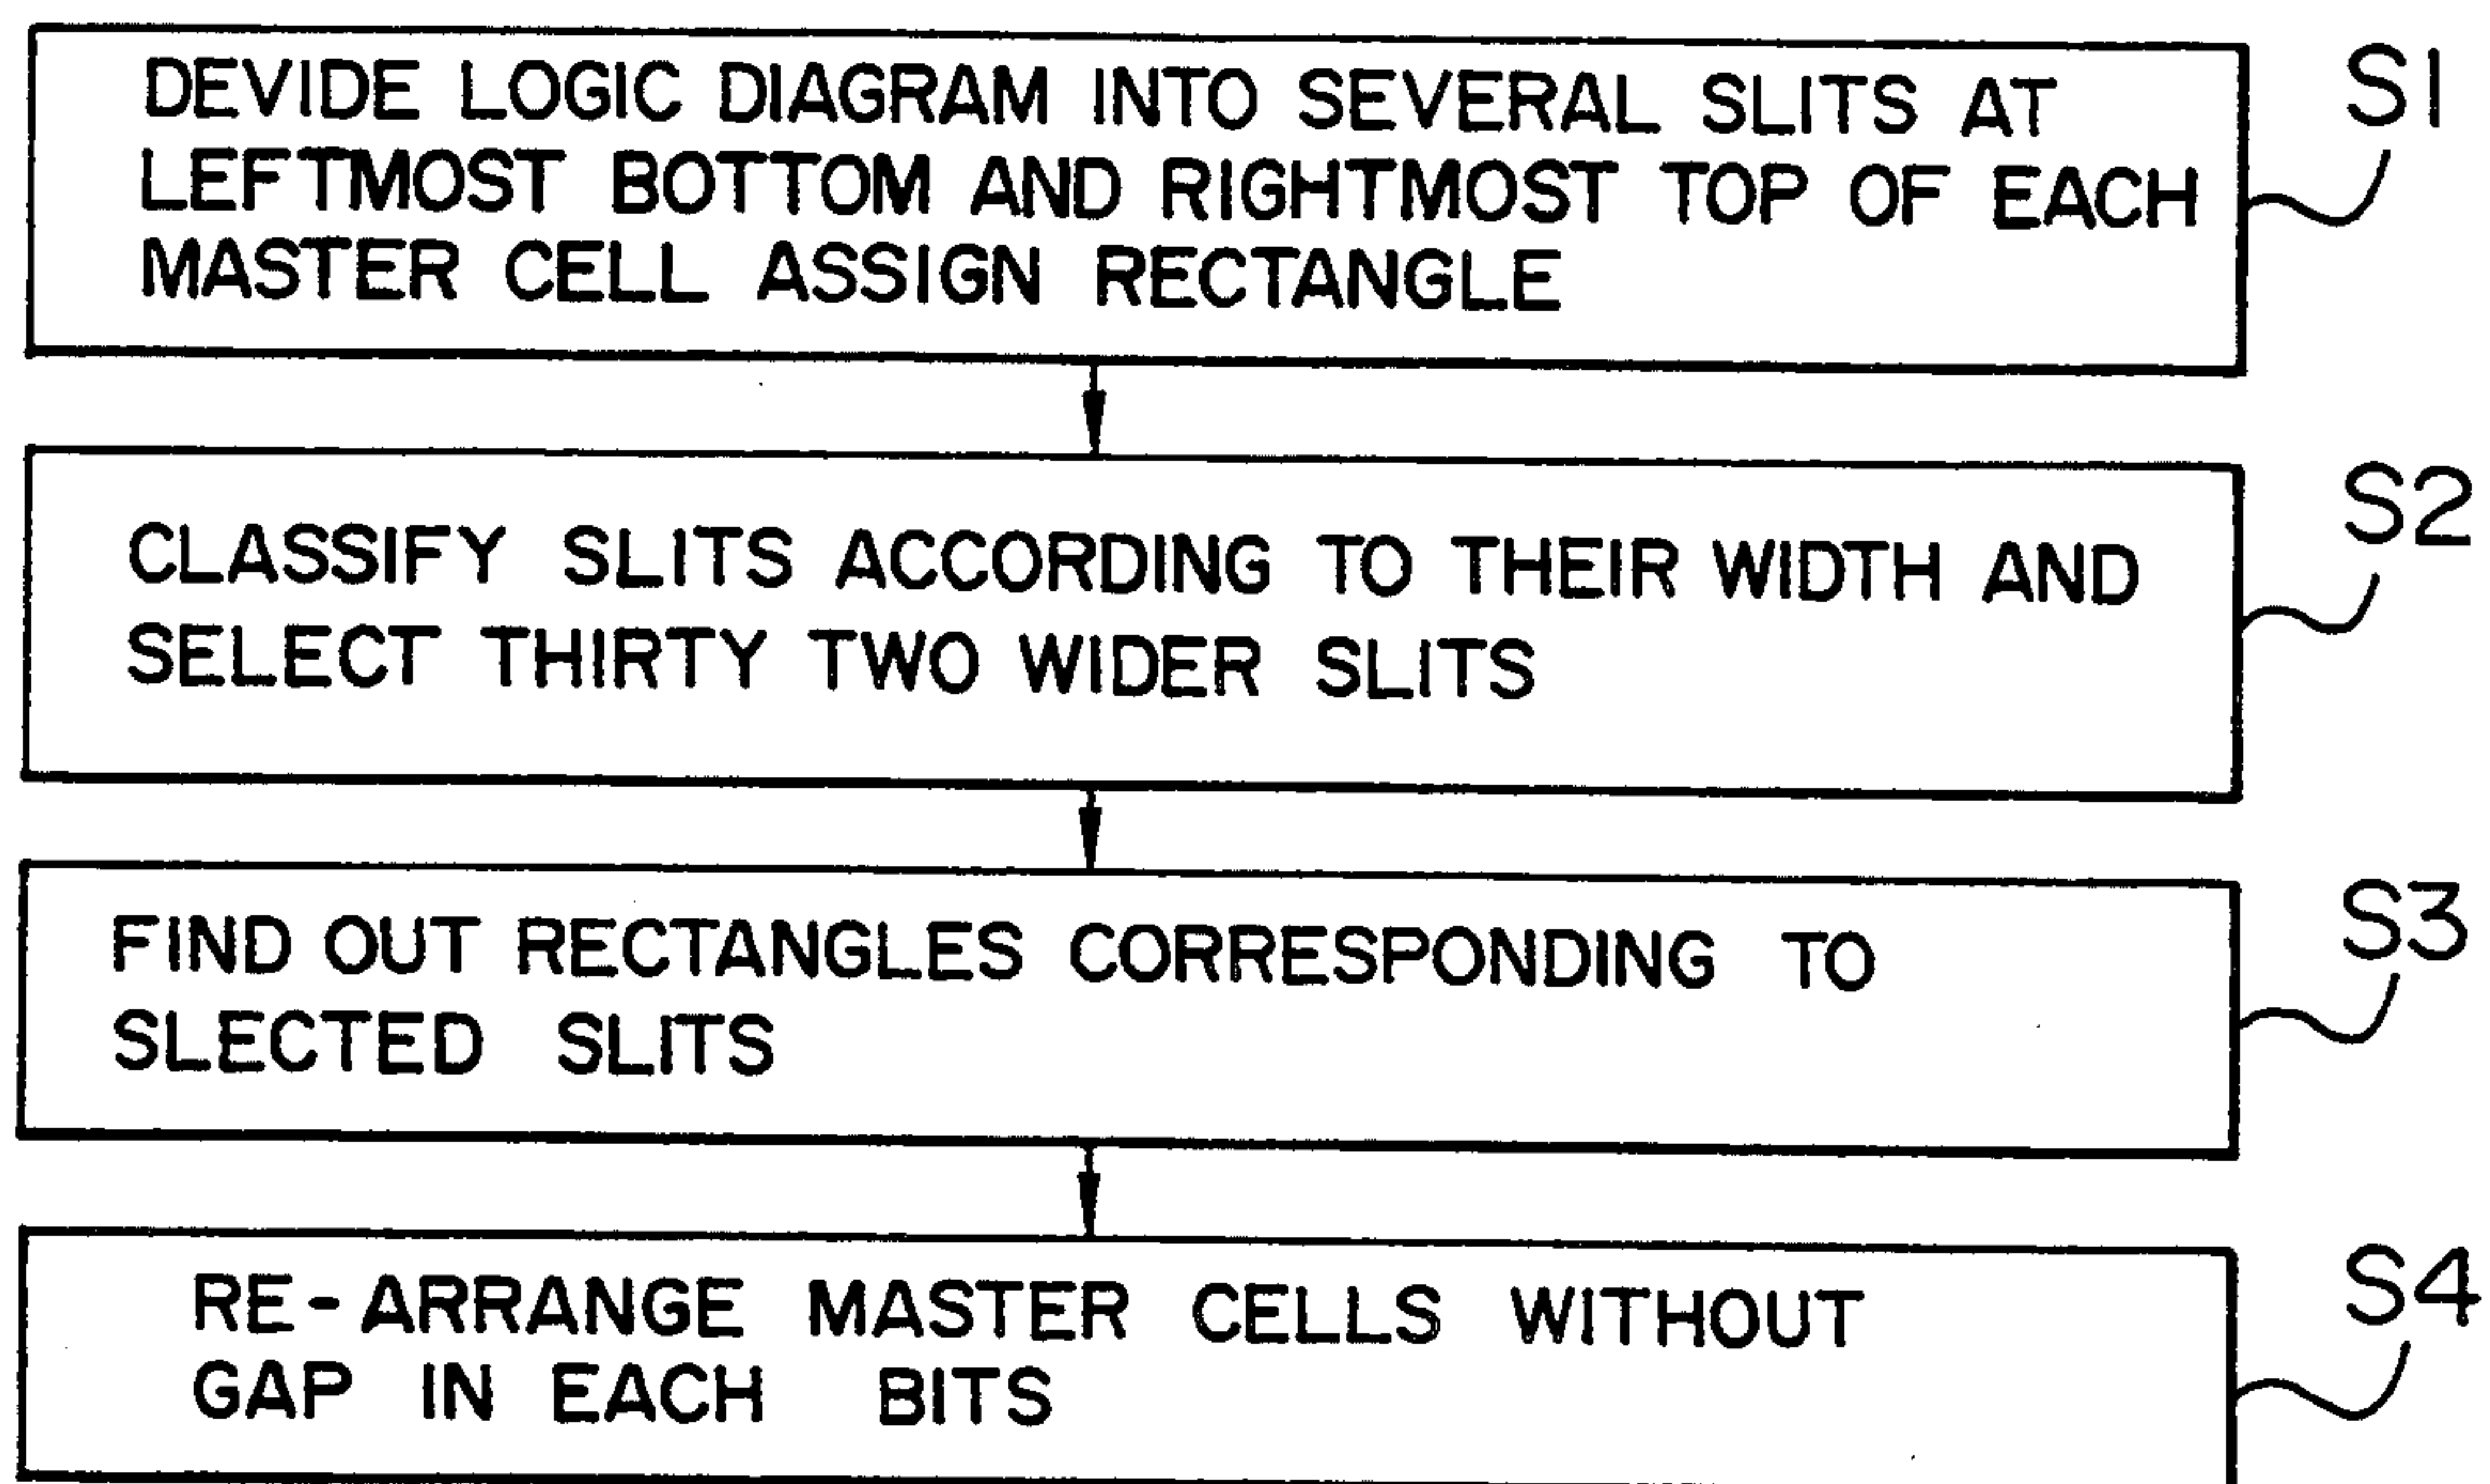 DEVIDE LOGIC DIAGRAM INTO SEVERAL SLITS AT
LEFTMOST BOTTOM AND RIGHTMOST TOP OF EACH
MASTER CELL ASSIGN RECTANGLE
S1
CLASSIFY SLITS ACCORDING TO THEIR WIDTH AND
SELECT THIRTY TWO WIDER SLITS
S2
FIND OUT RECTANGLES CORRESPONDING TO
SLECTED SLITS
S3
RE-ARRANGE MASTER CELLS WITHOUT
GAP IN EACH BITS
S4